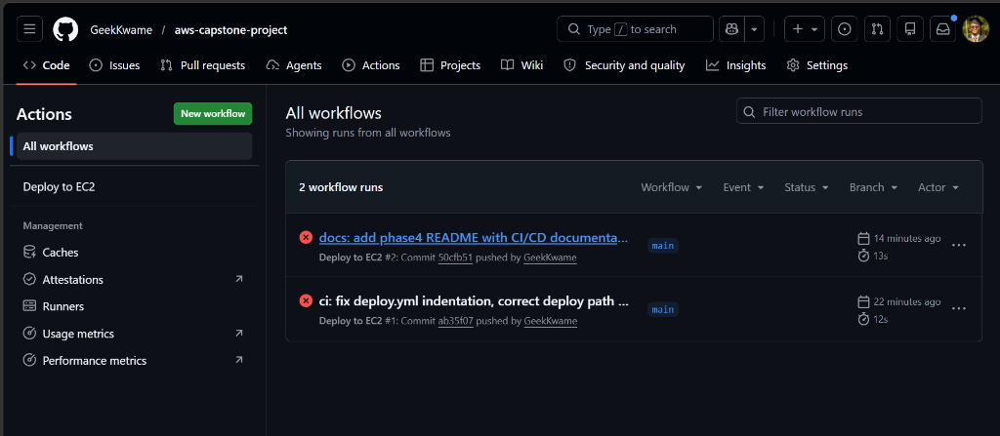 GeekKwame / aws-capstone-project
Type / to search
Code Issues Pull requests Agents Actions Projects Wiki Security and quality Insights Settings
Actions
New workflow
All workflows
Deploy to EC2
Management
Caches
Attestations
Runners
Usage metrics
Performance metrics
All workflows
Showing runs from all workflows
Filter workflow runs
2 workflow runs
Workflow Event Status Branch Actor
docs: add phase4 README with CI/CD documenta...
main
14 minutes ago
Deploy to EC2 #2: Commit 50cfb51 pushed by GeekKwame
13s
ci: fix deploy.yml indentation, correct deploy path ...
main
22 minutes ago
Deploy to EC2 #1: Commit ab35f07 pushed by GeekKwame
12s